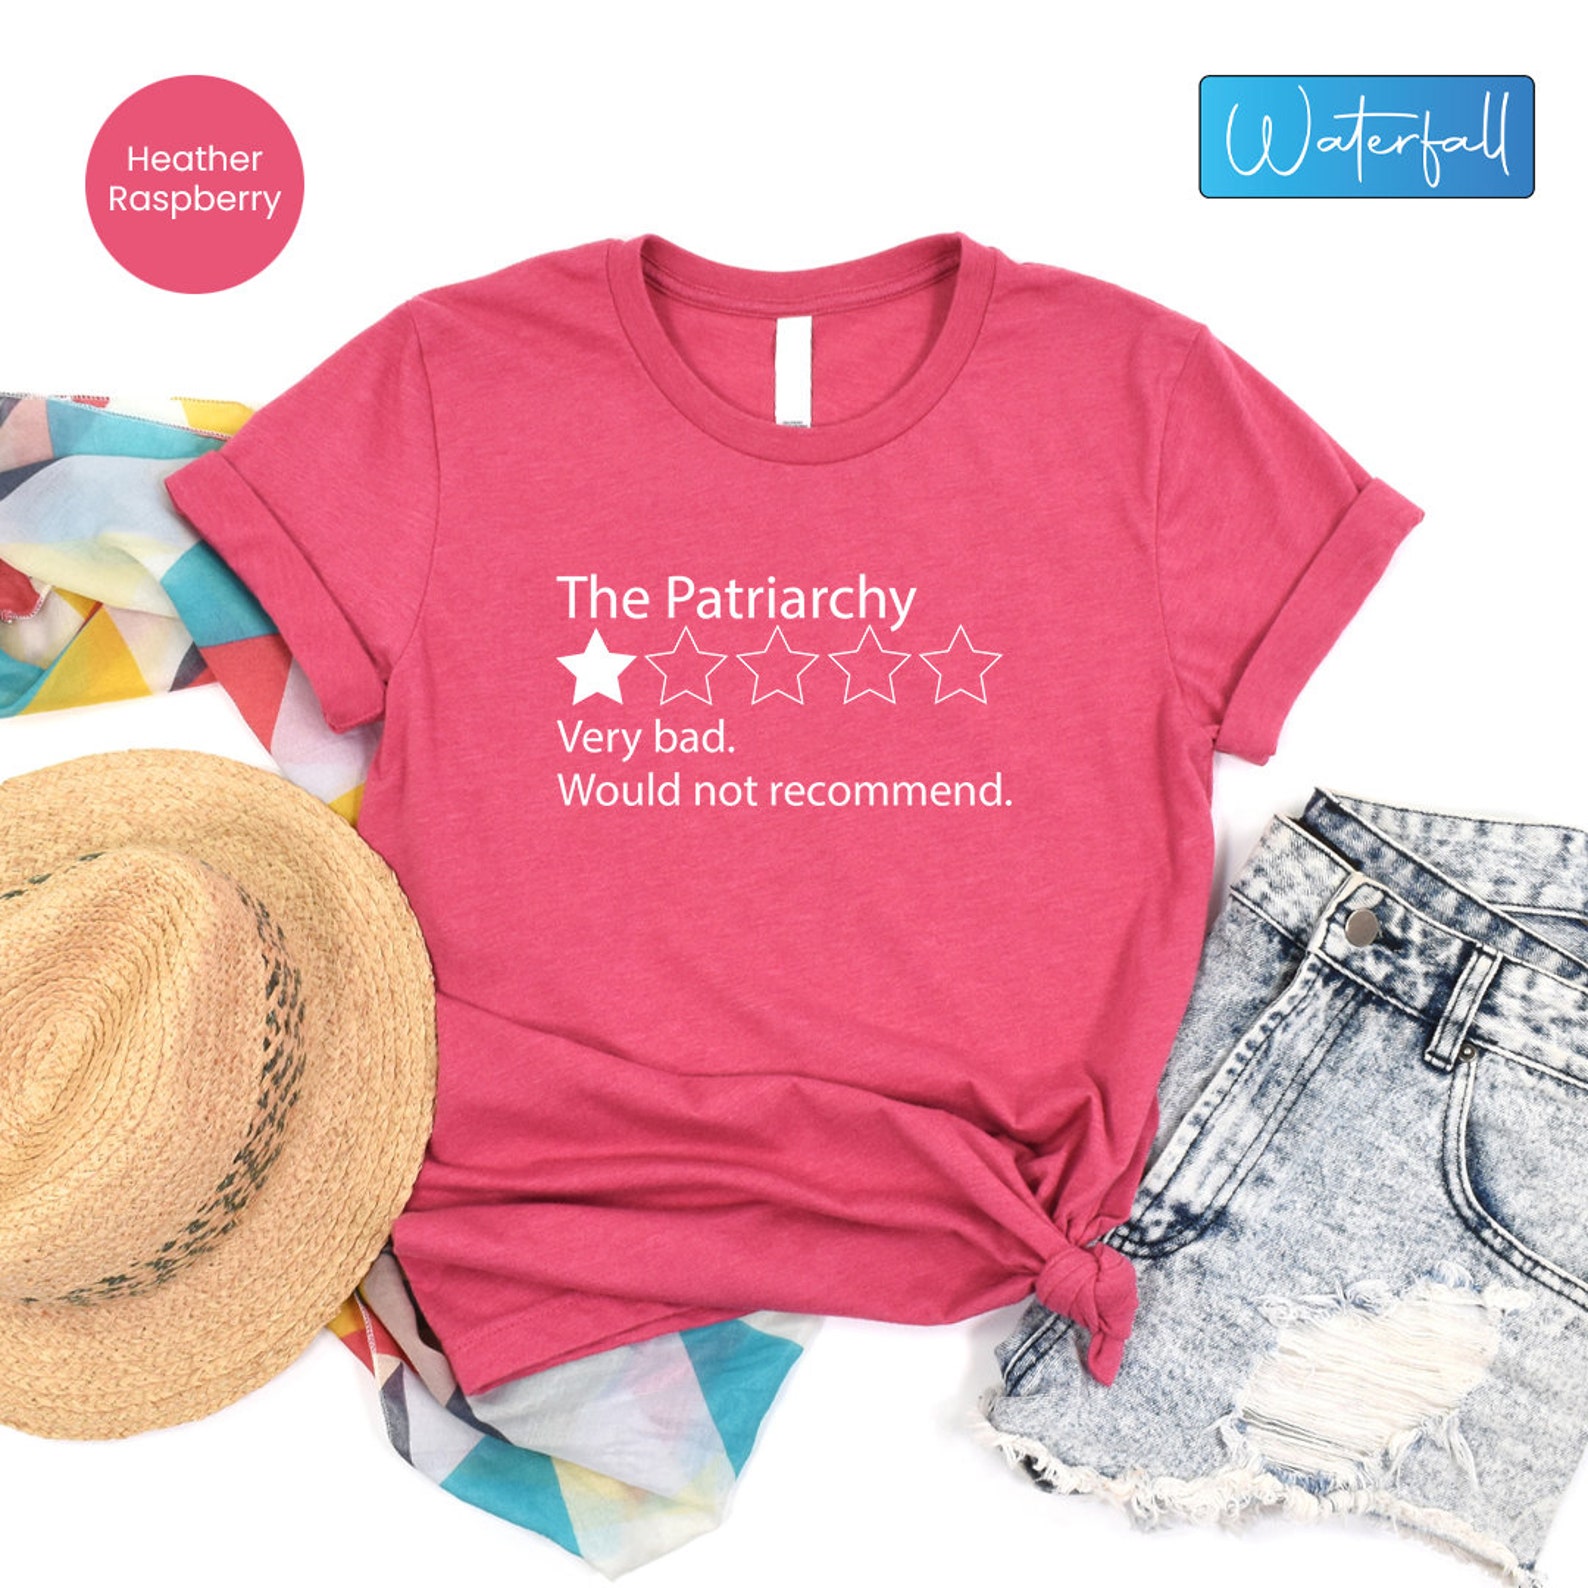 Heather
Raspberry
Waterfall
The Patriarchy
Very bad.
Would not recommend.